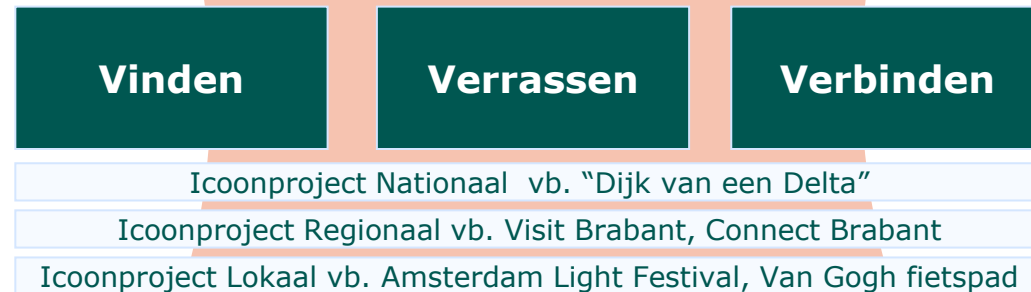 Vinden
Verrassen
Verbinden
Icoonproject Nationaal  vb. “Dijk van een Delta”
Icoonproject Regionaal vb. Visit Brabant, Connect Brabant
Icoonproject Lokaal vb. Amsterdam Light Festival, Van Gogh fietspad